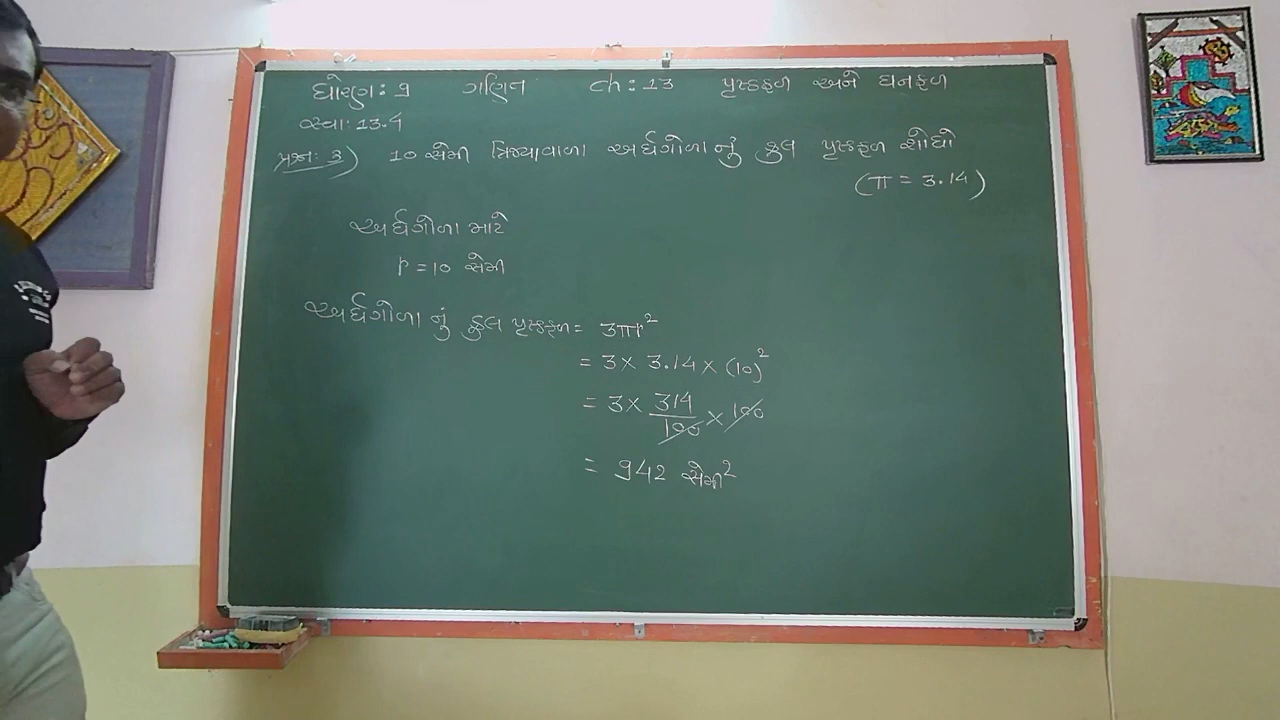 ધોરણ: 9 ગણિત Ch: 13 પૃષ્ઠફળ અને ઘનફળ
સ્વા: 13.4
પ્રશ્ન: 3) 10 સેમી ત્રિજ્યાવાળા અર્ધગોળાનું કુલ પૃષ્ઠફળ શોધો
(π = 3.14)
અર્ધગોળા માટે
r = 10 સેમી
અર્ધગોળા નું કુલ પૃષ્ઠફળ = 3πr²
= 3 × 3.14 × (10)²
= 3 × 314/100 × 100
= 942 સેમી²